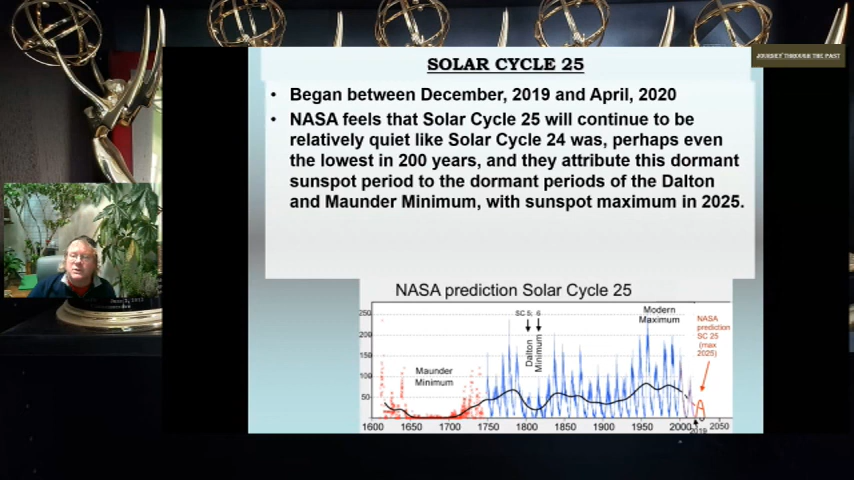 JOURNEY THROUGH THE PAST
SOLAR CYCLE 25
• Began between December, 2019 and April, 2020
• NASA feels that Solar Cycle 25 will continue to be
relatively quiet like Solar Cycle 24 was, perhaps even
the lowest in 200 years, and they attribute this dormant
sunspot period to the dormant periods of the Dalton
and Maunder Minimum, with sunspot maximum in 2025.
NASA prediction Solar Cycle 25
250
200
150
100
50
Maunder
Minimum
SC 5; 6
Dalton
Minimum
Modern
Maximum
NASA
prediction
SC 25
(max
2025)
1600 1650 1700 1750 1800 1850 1900 1950 2000 2050
2019